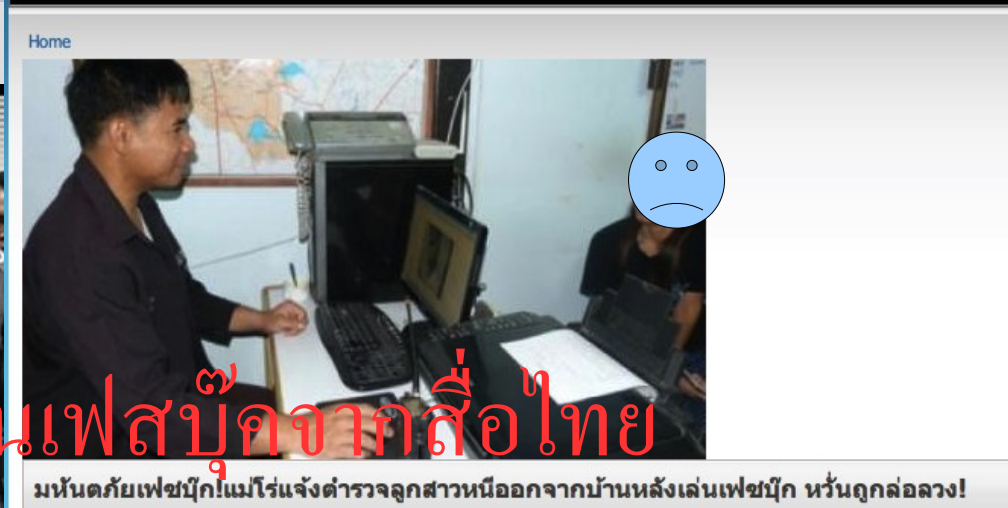 Home
นเฟสบุ๊คจากสื่อไทย
มหันตภัยเฟซบุ๊ก!แม่โร่แจ้งตำรวจลูกสาวหนีออกจากบ้านหลังเล่นเฟซบุ๊ก หวั่นถูกล่อลวง!